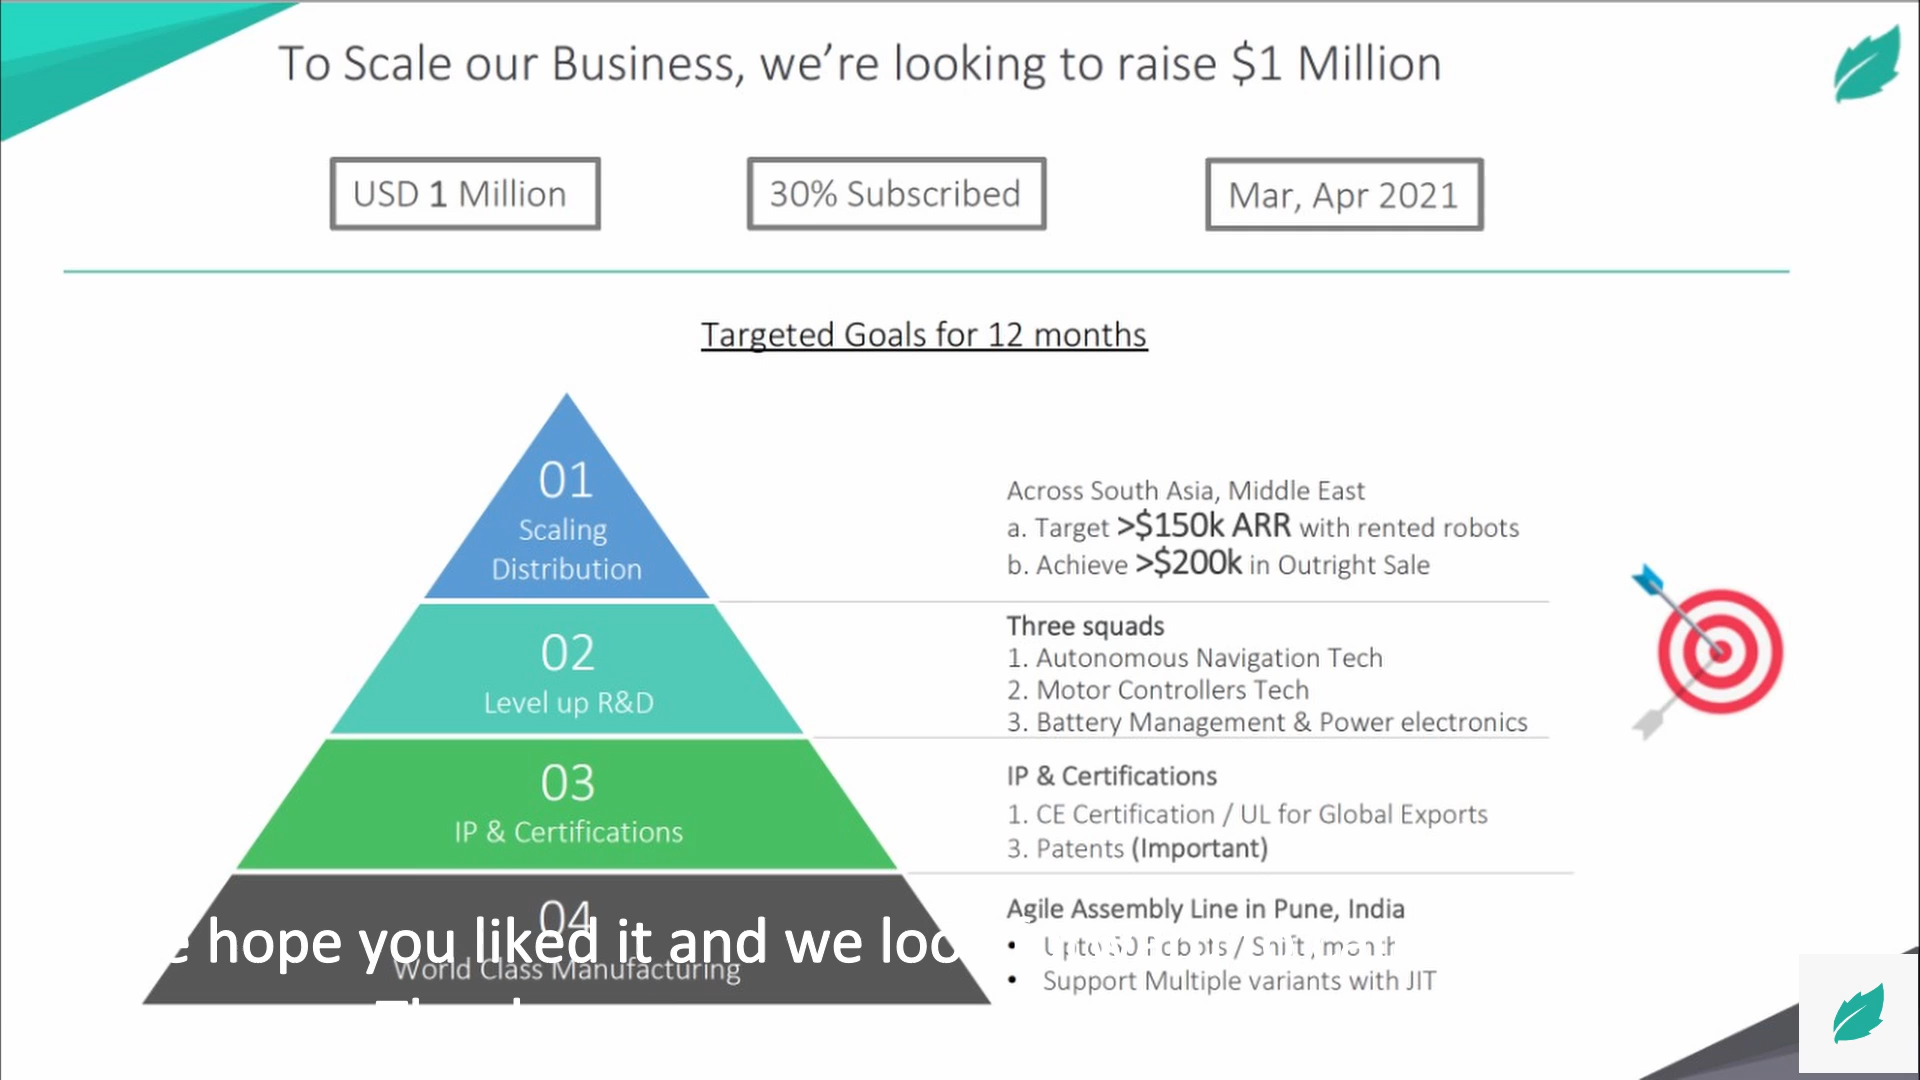 To Scale our Business, we’re looking to raise $1 Million
USD 1 Million
30% Subscribed
Mar, Apr 2021
Targeted Goals for 12 months
01
Scaling
Distribution
Across South Asia, Middle East
a. Target >$150k ARR with rented robots
b. Achieve >$200k in Outright Sale
02
Level up R&D
Three squads
1. Autonomous Navigation Tech
2. Motor Controllers Tech
3. Battery Management & Power electronics
03
IP & Certifications
IP & Certifications
1. CE Certification / UL for Global Exports
3. Patents (Important)
04
World Class Manufacturing
Agile Assembly Line in Pune, India
• Robots / Shift,
• Support Multiple variants with JIT
hope you liked it and we